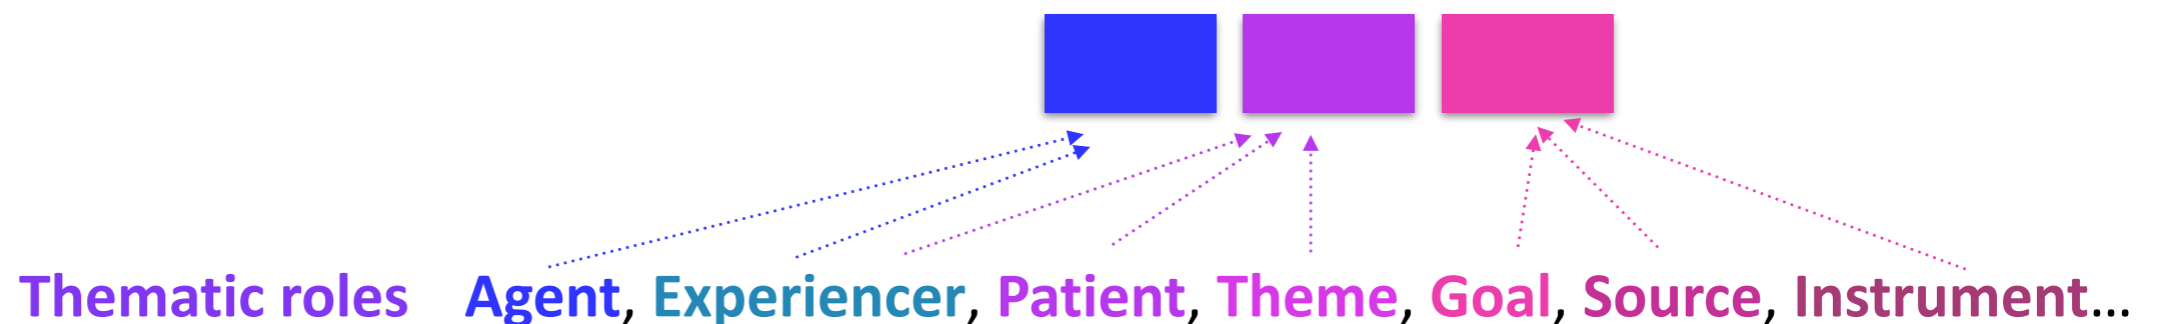 Thematic roles Agent, Experiencer, Patient, Theme, Goal, Source, Instrument...